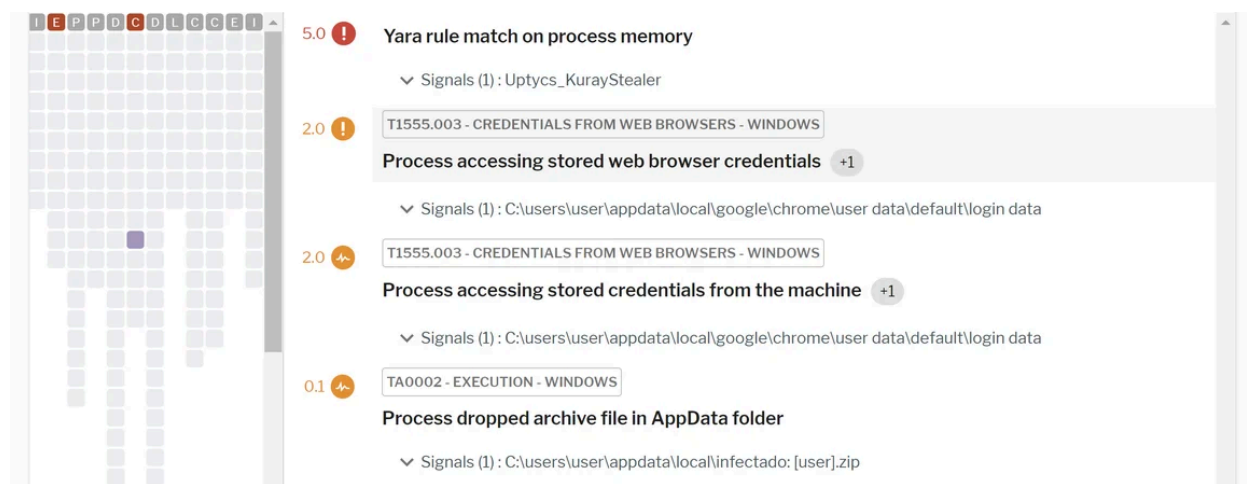 I E P P D C D L C C E I
5.0 Yara rule match on process memory
Signals (1) : Uptycs_KurayStealer
T1555.003 - CREDENTIALS FROM WEB BROWSERS - WINDOWS
2.0 Process accessing stored web browser credentials +1
Signals (1) : C:\users\user\appdata\local\google\chrome\user data\default\login data
T1555.003 - CREDENTIALS FROM WEB BROWSERS - WINDOWS
2.0 Process accessing stored credentials from the machine +1
Signals (1) : C:\users\user\appdata\local\google\chrome\user data\default\login data
0.1 TA0002 - EXECUTION - WINDOWS
Process dropped archive file in AppData folder
Signals (1) : C:\users\user\appdata\local\infectado: [user].zip